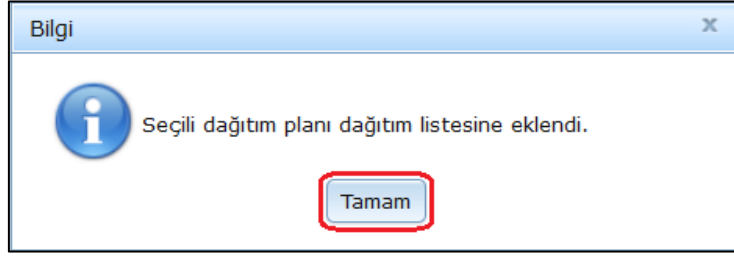 Bilgi
Seçili dağıtım planı dağıtım listesine eklendi.
Tamam